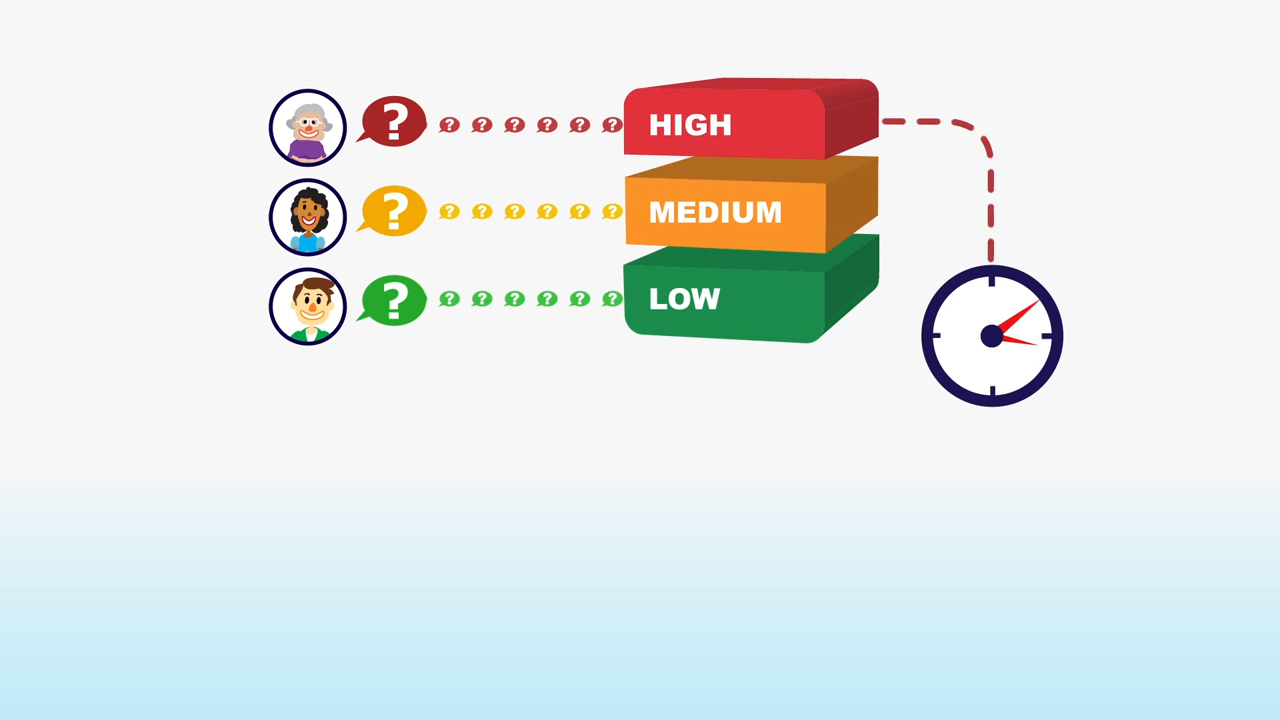 ? ? ? ? ? ? ? HIGH
? ? ? ? ? ? ? MEDIUM
? ? ? ? ? ? ? LOW